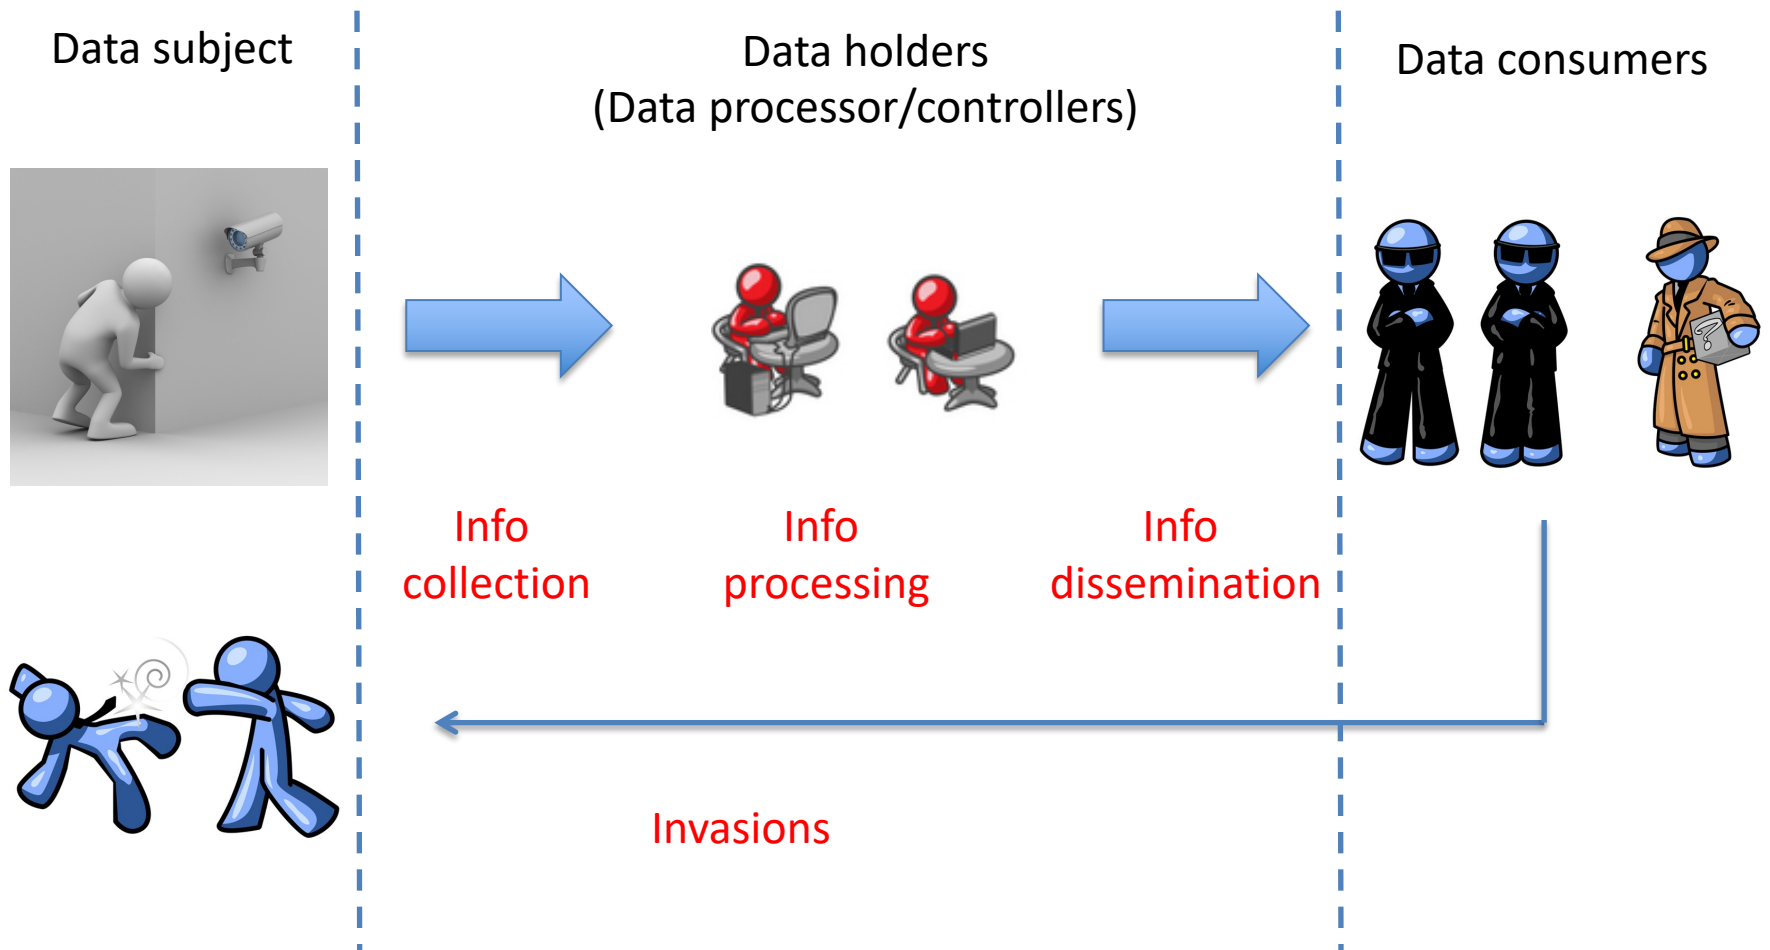 Data subject
Data holders
(Data processor/controllers)
Data consumers
?
Info
collection
Info
processing
Info
dissemination
Invasions